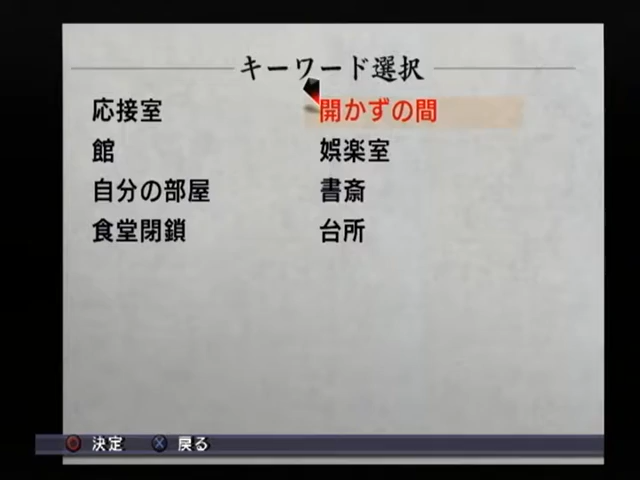 キーワード選択
応接室 開かずの間
館 娯楽室
自分の部屋 書斎
食堂閉鎖 台所
決定 戻る